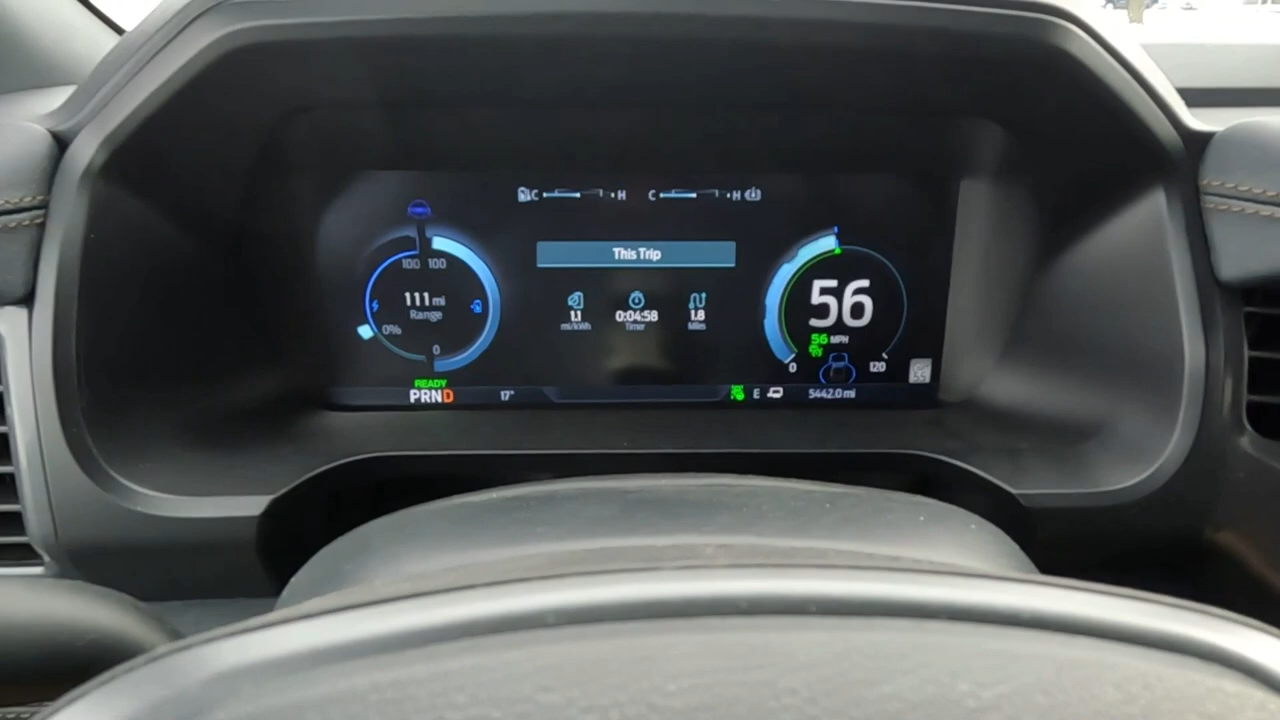 C H C H
This Trip
100 100
111 mi
Range
0%
0
1.1
mi/kWh
0:04:58
Timer
1.8
Miles
56
56 MPH
0 120
55
READY
PRND
17°
E
5442.0 mi